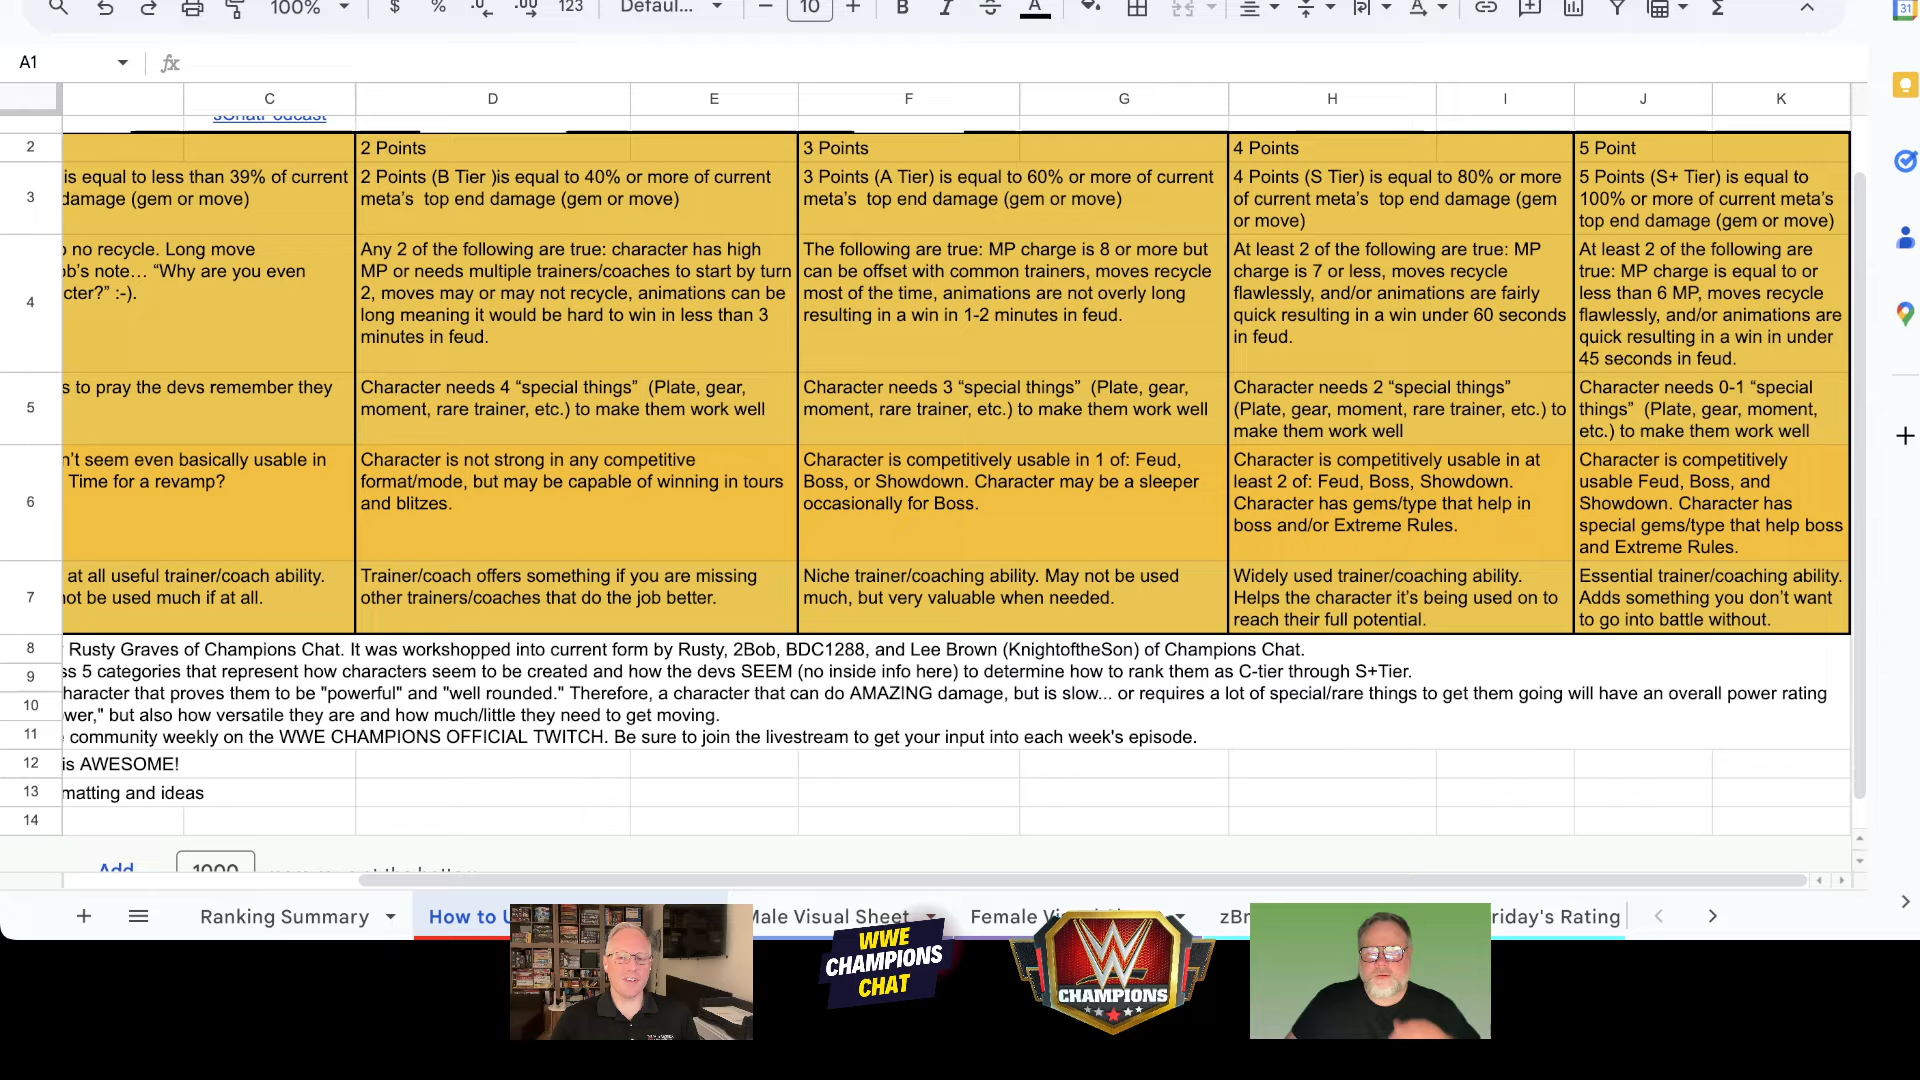 100%
$ % .0 .00 123 Defaul... 10 B I A
31
A1 fx
C D E F G H I J K
sChatPodcast
2 2 Points 3 Points 4 Points 5 Point
3
is equal to less than 39% of current
damage (gem or move)
2 Points (B Tier )is equal to 40% or more of current
meta’s top end damage (gem or move)
3 Points (A Tier) is equal to 60% or more of current
meta’s top end damage (gem or move)
4 Points (S Tier) is equal to 80% or more
of current meta’s top end damage (gem
or move)
5 Points (S+ Tier) is equal to
100% or more of current meta’s
top end damage (gem or move)
4
no recycle. Long move
ob’s note… “Why are you even
cter?” :-).
Any 2 of the following are true: character has high
MP or needs multiple trainers/coaches to start by turn
2, moves may or may not recycle, animations can be
long meaning it would be hard to win in less than 3
minutes in feud.
The following are true: MP charge is 8 or more but
can be offset with common trainers, moves recycle
most of the time, animations are not overly long
resulting in a win in 1-2 minutes in feud.
At least 2 of the following are true: MP
charge is 7 or less, moves recycle
flawlessly, and/or animations are fairly
quick resulting in a win under 60 seconds
in feud.
At least 2 of the following are
true: MP charge is equal to or
less than 6 MP, moves recycle
flawlessly, and/or animations are
quick resulting in a win in under
45 seconds in feud.
5
s to pray the devs remember they
Character needs 4 “special things” (Plate, gear,
moment, rare trainer, etc.) to make them work well
Character needs 3 “special things” (Plate, gear,
moment, rare trainer, etc.) to make them work well
Character needs 2 “special things”
(Plate, gear, moment, rare trainer, etc.) to
make them work well
Character needs 0-1 “special
things” (Plate, gear, moment,
etc.) to make them work well
6
n’t seem even basically usable in
Time for a revamp?
Character is not strong in any competitive
format/mode, but may be capable of winning in tours
and blitzes.
Character is competitively usable in 1 of: Feud,
Boss, or Showdown. Character may be a sleeper
occasionally for Boss.
Character is competitively usable in at
least 2 of: Feud, Boss, Showdown.
Character has gems/type that help in
boss and/or Extreme Rules.
Character is competitively
usable Feud, Boss, and
Showdown. Character has
special gems/type that help boss
and Extreme Rules.
7
at all useful trainer/coach ability.
not be used much if at all.
Trainer/coach offers something if you are missing
other trainers/coaches that do the job better.
Niche trainer/coaching ability. May not be used
much, but very valuable when needed.
Widely used trainer/coaching ability.
Helps the character it’s being used on to
reach their full potential.
Essential trainer/coaching ability.
Adds something you don’t want
to go into battle without.
8 Rusty Graves of Champions Chat. It was workshopped into current form by Rusty, 2Bob, BDC1288, and Lee Brown (KnightoftheSon) of Champions Chat.
9 ss 5 categories that represent how characters seem to be created and how the devs SEEM (no inside info here) to determine how to rank them as C-tier through S+Tier.
10 haracter that proves them to be "powerful" and "well rounded." Therefore, a character that can do AMAZING damage, but is slow... or requires a lot of special/rare things to get them going will have an overall power rating
wer," but also how versatile they are and how much/little they need to get moving.
11 community weekly on the WWE CHAMPIONS OFFICIAL TWITCH. Be sure to join the livestream to get your input into each week's episode.
12 is AWESOME!
13 matting and ideas
14
Add 1000
Ranking Summary How to U Male Visual Sheet Female Vi zBr riday's Rating
WWE
CHAMPIONS
CHAT
W
CHAMPIONS